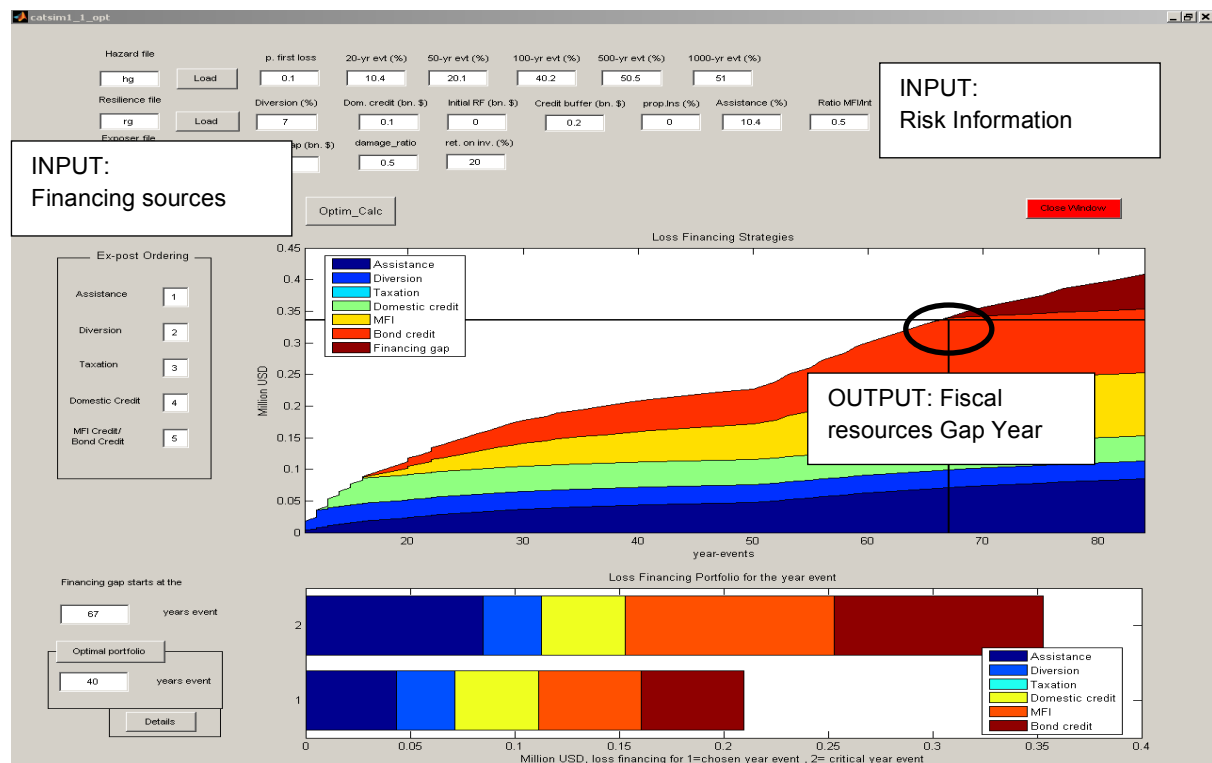 catsim1_1_opt
Hazard file
hg
Load
p. first loss
20-yr evt (%)
50-yr evt (%)
100-yr evt (%)
500-yr evt (%)
1000-yr evt (%)
0.1
10.4
20.1
40.2
50.5
51
Resilience file
rg
Load
Diversion (%)
Dom. credit (bn. $)
Initial RF (bn. $)
Credit buffer (bn. $)
prop.Ins (%)
Assistance (%)
Ratio MFI/Int
7
0.1
0
0.2
0
10.4
0.5
Exposer file
ap (bn. $)
damage_ratio
ret. on inv. (%)
0.5
20
INPUT:
Risk Information
INPUT:
Financing sources
Optim_Calc
Close Window
Ex-post Ordering
Assistance
1
Diversion
2
Taxation
3
Domestic Credit
4
MFI Credit/
Bond Credit
5
Loss Financing Strategies
0.45
0.4
0.35
0.3
0.25
0.2
0.15
0.1
0.05
0
Million USD
Assistance
Diversion
Taxation
Domestic credit
MFI
Bond credit
Financing gap
OUTPUT: Fiscal
resources Gap Year
20
30
40
50
60
70
80
year-events
Financing gap starts at the
67
years event
Optimal portfolio
40
years event
Details
Loss Financing Portfolio for the year event
2
1
Assistance
Diversion
Taxation
Domestic credit
MFI
Bond credit
0
0.05
0.1
0.15
0.2
0.25
0.3
0.35
0.4
Million USD, loss financing for 1=chosen year event , 2= critical year event